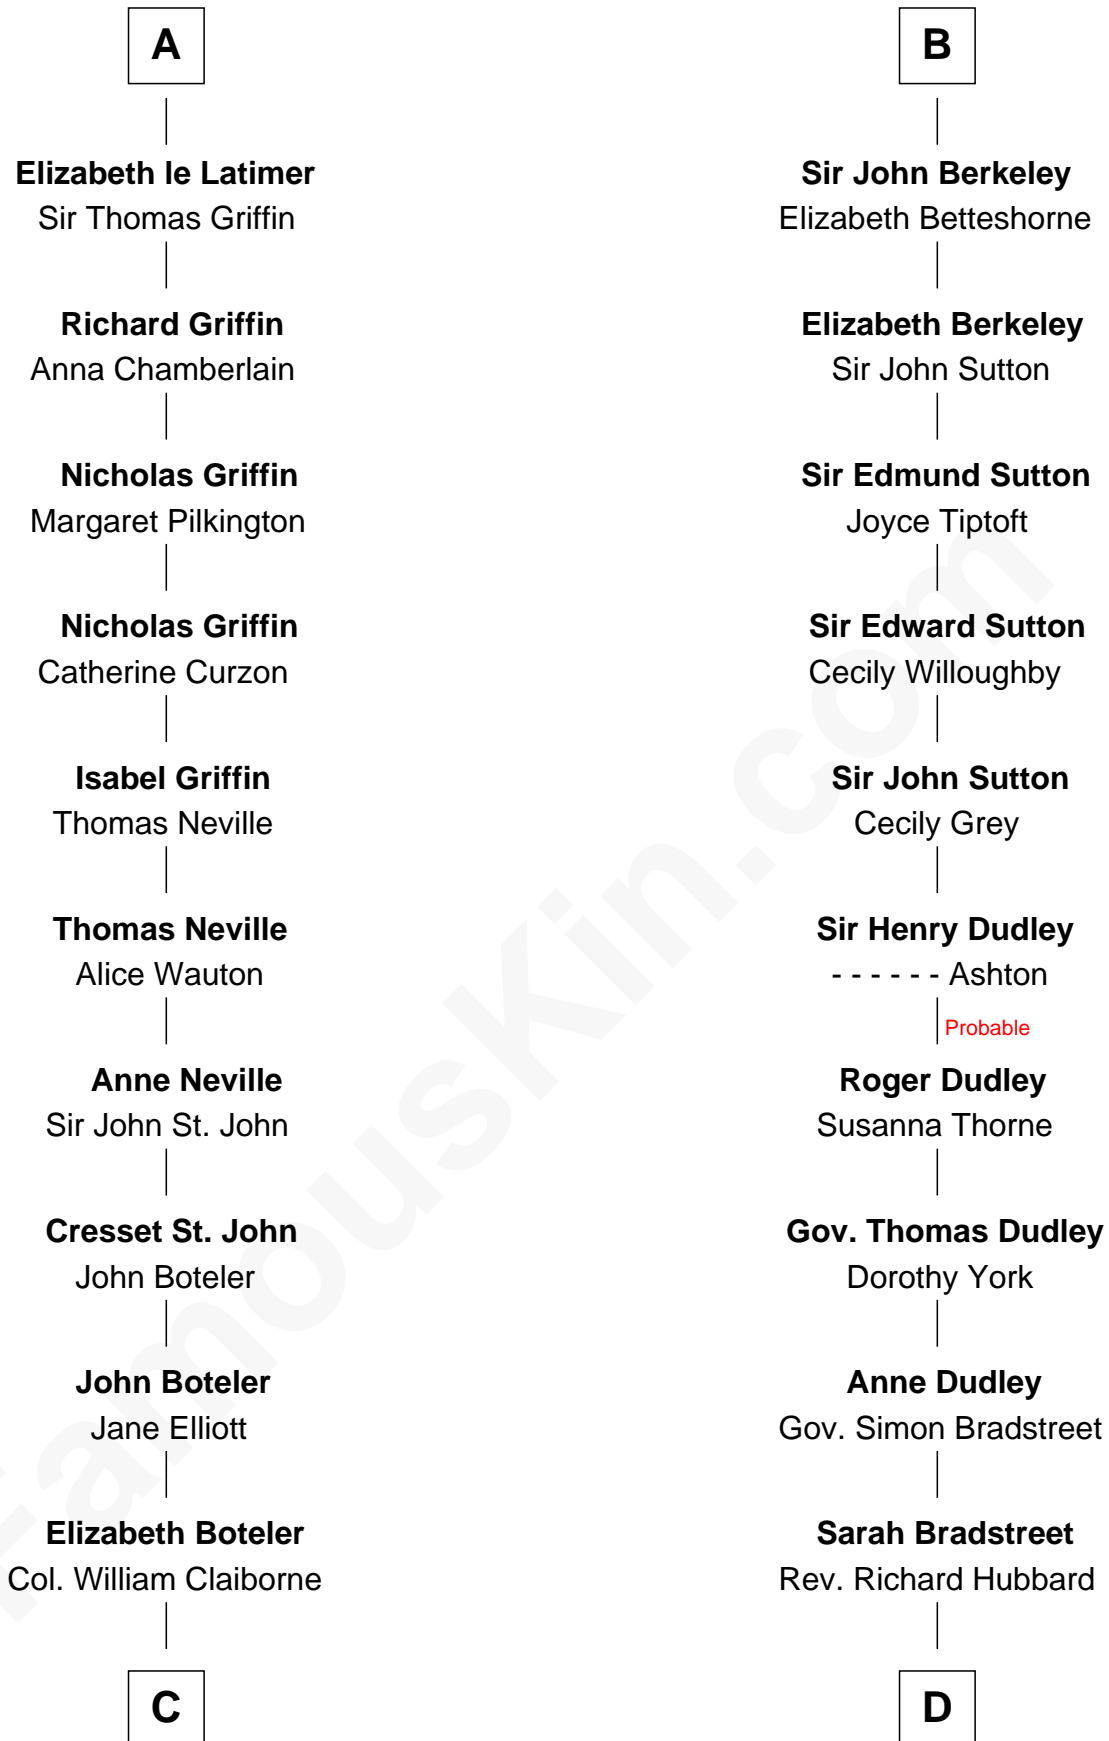 A
Elizabeth le Latimer
Sir Thomas Griffin
Richard Griffin
Anna Chamberlain
Nicholas Griffin
Margaret Pilkington
Nicholas Griffin
Catherine Curzon
Isabel Griffin
Thomas Neville
Thomas Neville
Alice Wauton
Anne Neville
Sir John St. John
Cresset St. John
John Boteler
John Boteler
Jane Elliott
Elizabeth Boteler
Col. William Claiborne
C
B
Sir John Berkeley
Elizabeth Betteshorne
Elizabeth Berkeley
Sir John Sutton
Sir Edmund Sutton
Joyce Tiptoft
Sir Edward Sutton
Cecily Willoughby
Sir John Sutton
Cecily Grey
Sir Henry Dudley
- - - - - - Ashton
Probable
Roger Dudley
Susanna Thorne
Gov. Thomas Dudley
Dorothy York
Anne Dudley
Gov. Simon Bradstreet
Sarah Bradstreet
Rev. Richard Hubbard
D
FamousKin.com